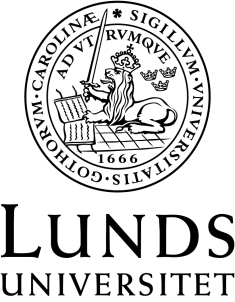 SIGILLVM·VNIVERSITATIS·GOTHORVM·CAROLINÆ
AD VTRVMQVE
1666
LUNDS
UNIVERSITET